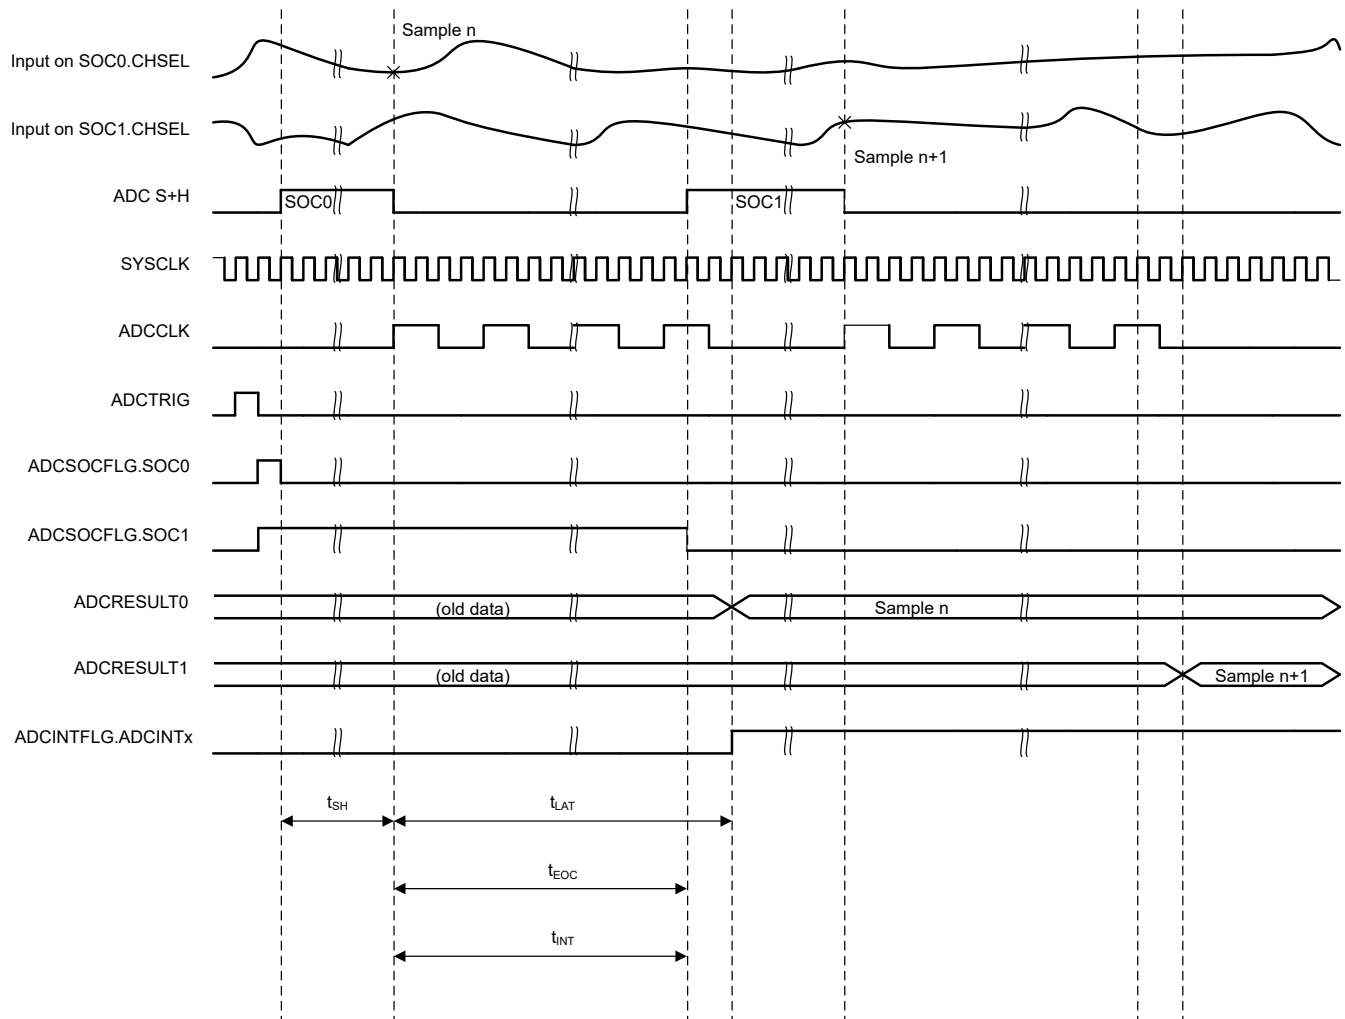 Sample n
Input on SOC0.CHSEL
Input on SOC1.CHSEL
Sample n+1
ADC S+H
SOC0
SOC1
SYSCLK
ADCCLK
ADCTRIG
ADCSOCFLG.SOC0
ADCSOCFLG.SOC1
ADCRESULT0
(old data)
Sample n
ADCRESULT1
(old data)
Sample n+1
ADCINTFLG.ADCINTx
tSH
tLAT
tEOC
tINT